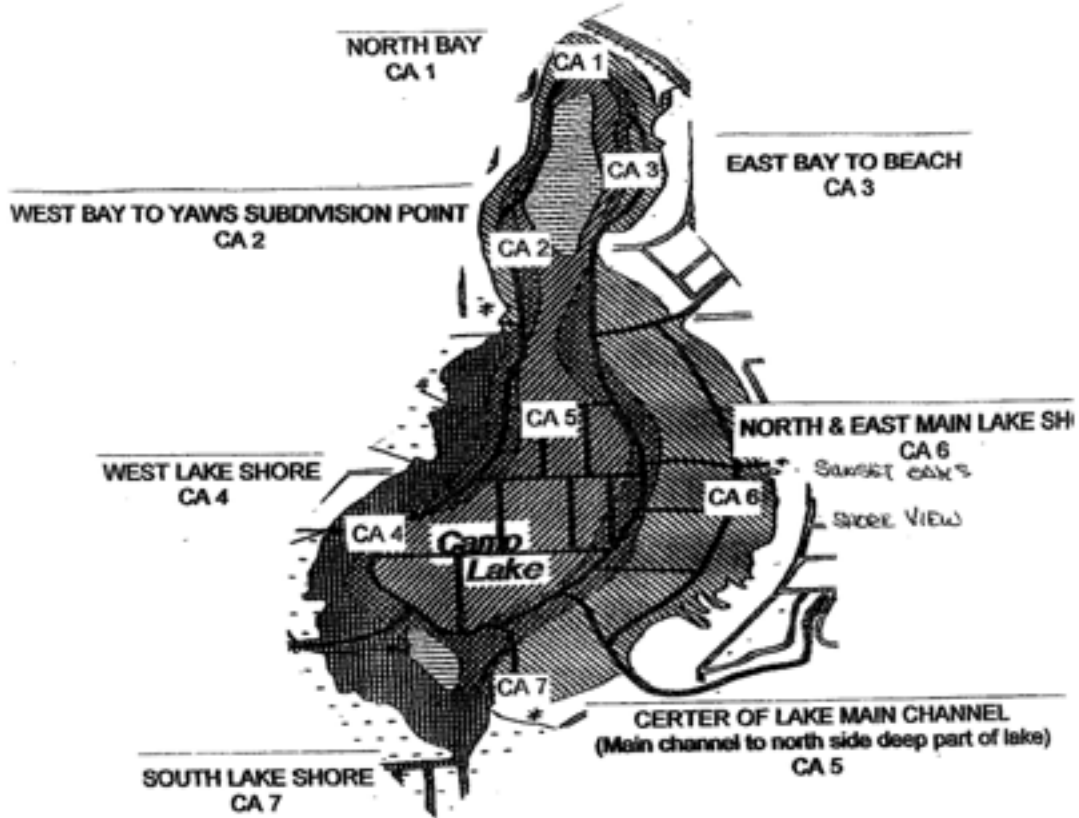 NORTH BAY
CA 1
CA 1
EAST BAY TO BEACH
CA 3
CA 3
WEST BAY TO YAWS SUBDIVISION POINT
CA 2
CA 2
CA 5
NORTH & EAST MAIN LAKE SH
CA 6
WEST LAKE SHORE
CA 4
SUNSET OAKS
CA 6
SHORE VIEW
CA 4
Camp
Lake
CA 7
CERTER OF LAKE MAIN CHANNEL
(Main channel to north side deep part of lake)
CA 5
SOUTH LAKE SHORE
CA 7